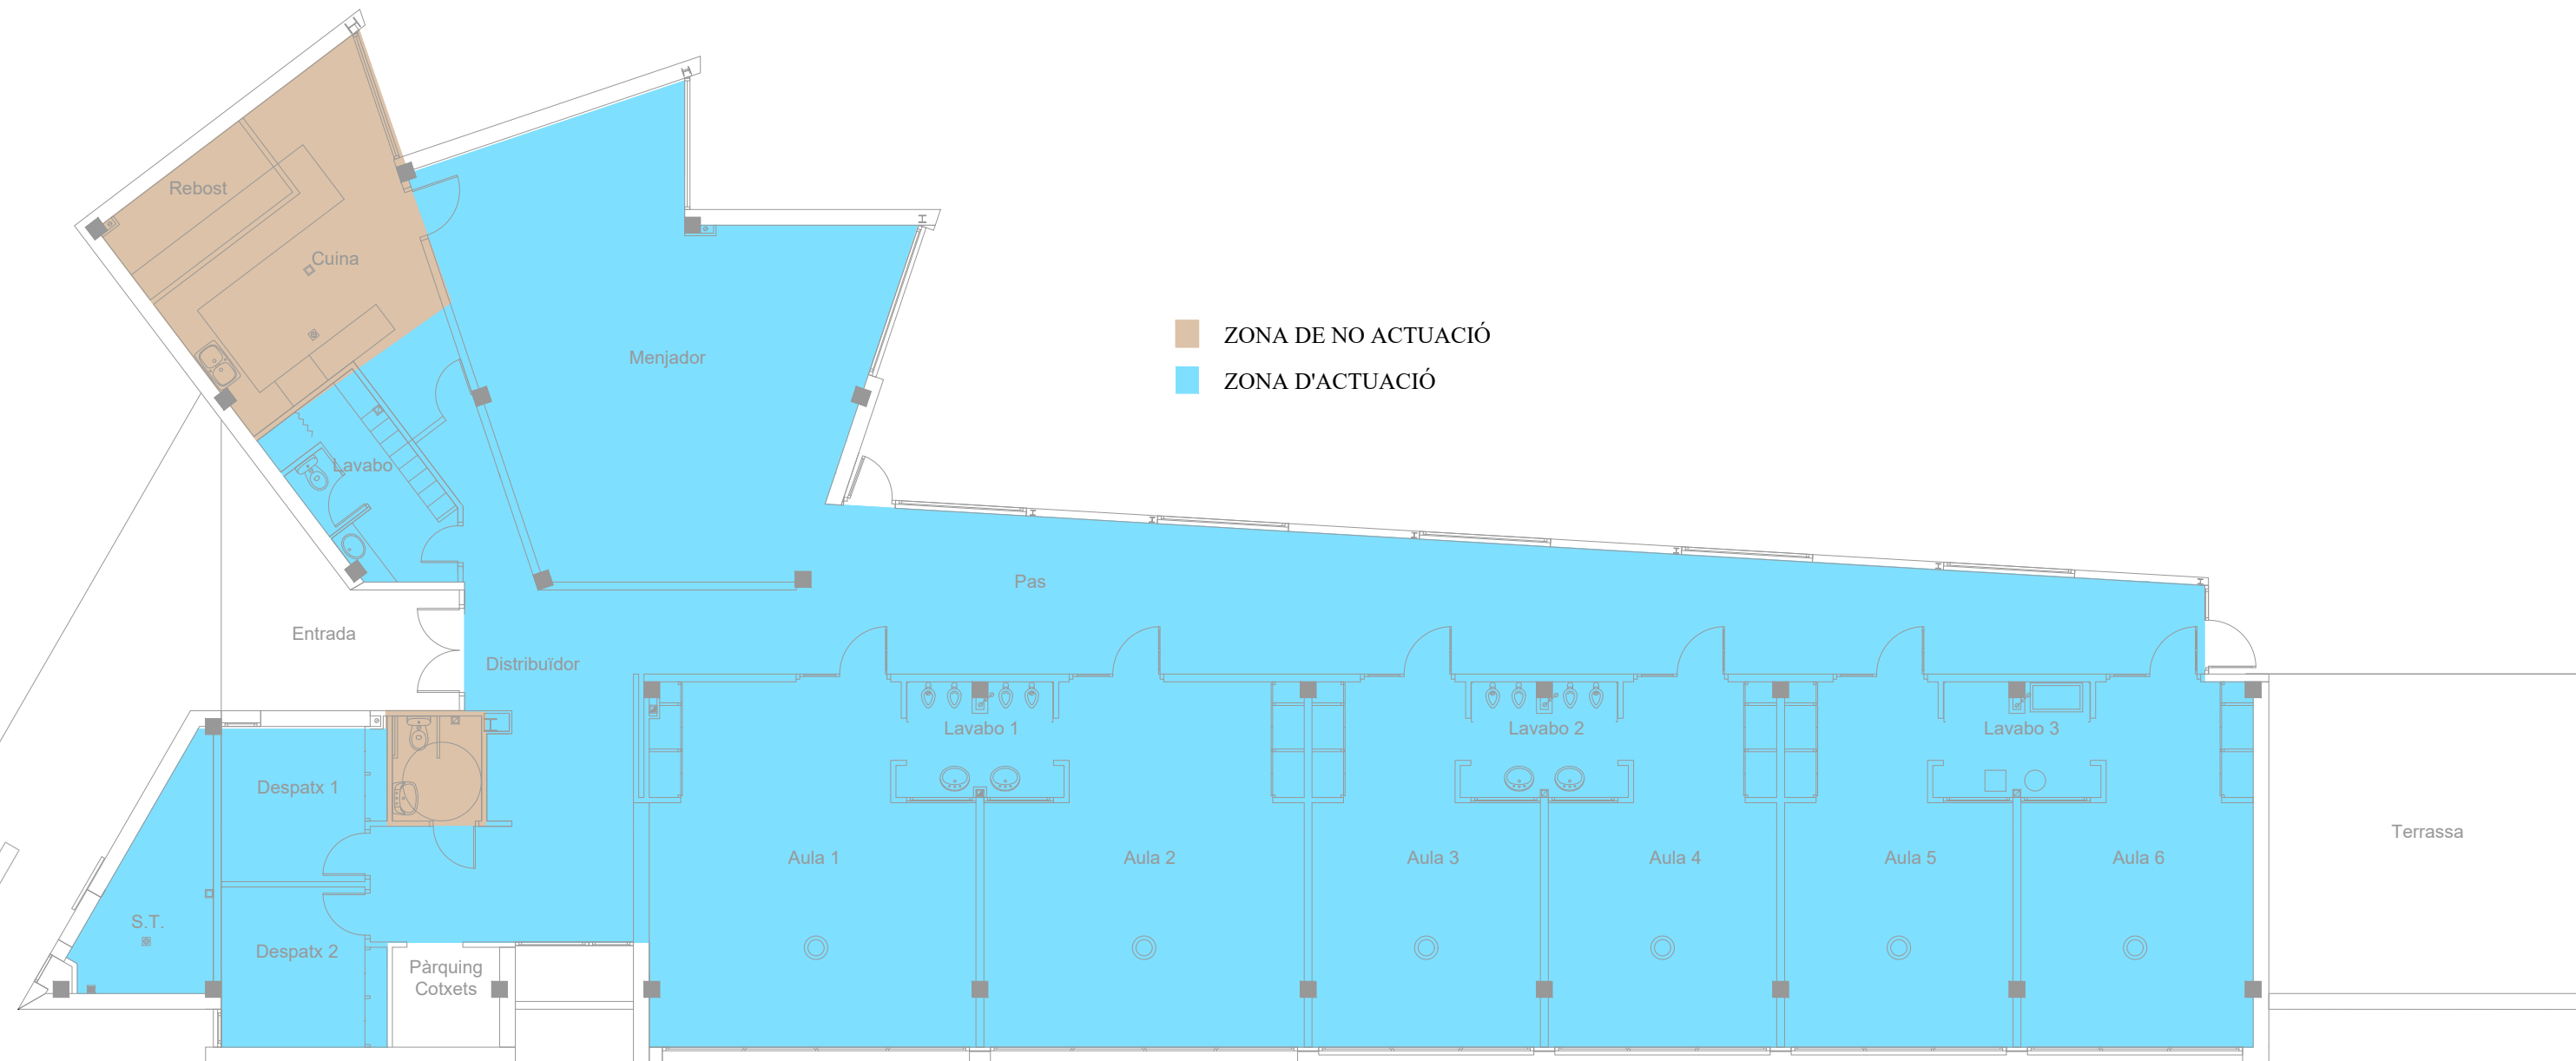 Rebost
Cuina
Menjador
ZONA DE NO ACTUACIÓ
ZONA D'ACTUACIÓ
Lavabo
Pas
Entrada
Distribuïdor
Lavabo 1
Lavabo 2
Lavabo 3
Despatx 1
Aula 1
Aula 2
Aula 3
Aula 4
Aula 5
Aula 6
Terrassa
S.T.
Despatx 2
Pàrquing
Cotxets